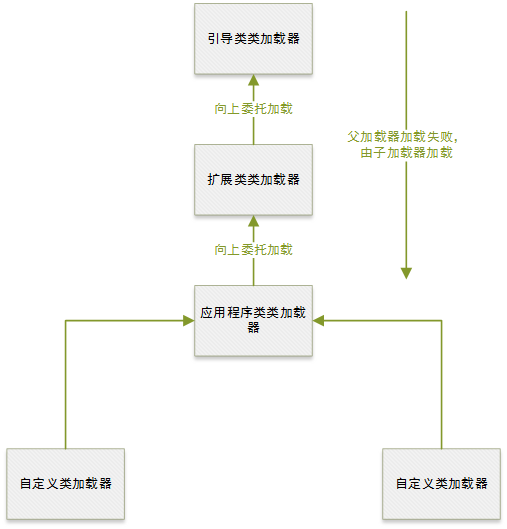 引导类类加载器
向上委托加载
父加载器加载失败，
由子加载器加载
扩展类类加载器
向上委托加载
应用程序类类加载
器
自定义类加载器
自定义类加载器